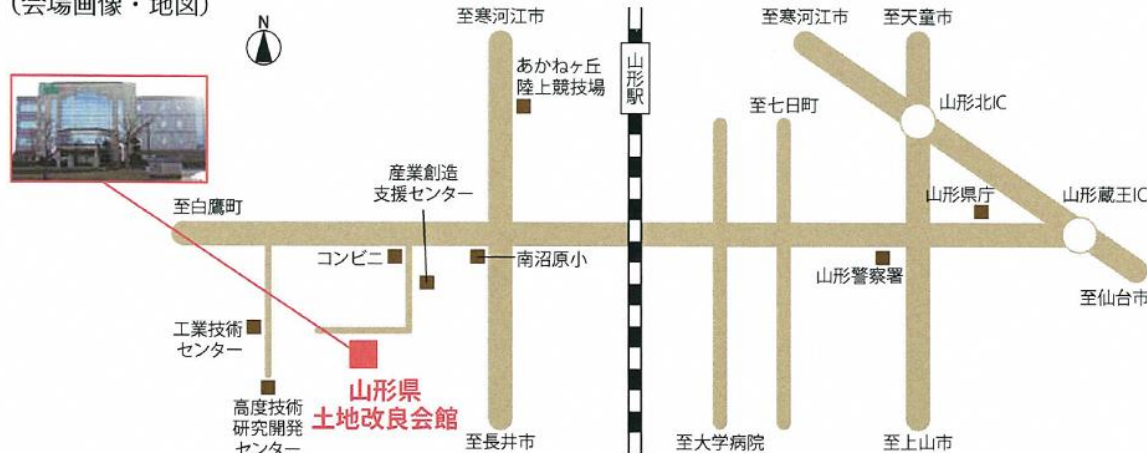 (会場画像・地図)
N
至寒河江市
至寒河江市
至天童市
あかねヶ丘
陸上競技場
山形駅
至七日町
山形北IC
産業創造
支援センター
至白鷹町
山形県庁
山形蔵王IC
コンビニ
南沼原小
山形警察署
至仙台市
工業技術
センター
山形県
土地改良会館
高度技術
研究開発
センター
至長井市
至大学病院
至上山市